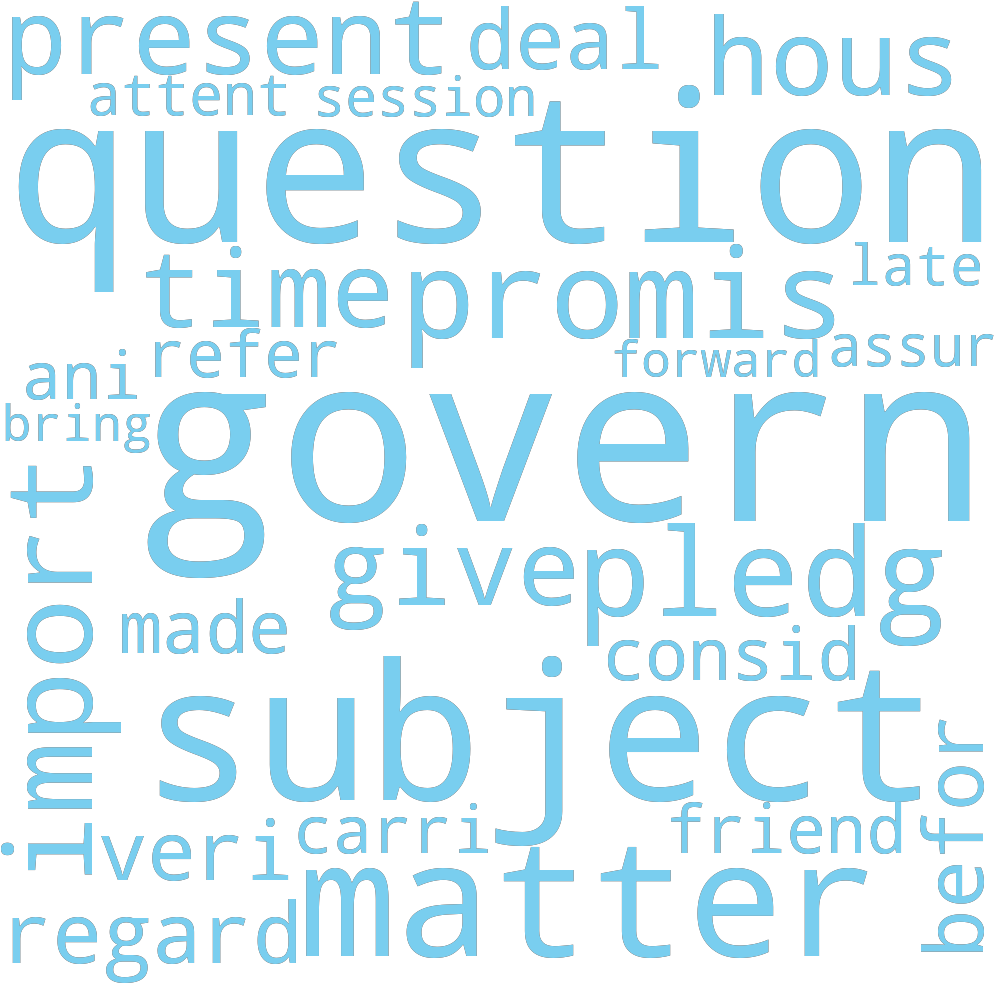 present deal hous
attent session
question
time promis late
refer forward assur
ani
bring
govern
import
give pledg
made consid
subject
befor
veri carri friend
regard matter